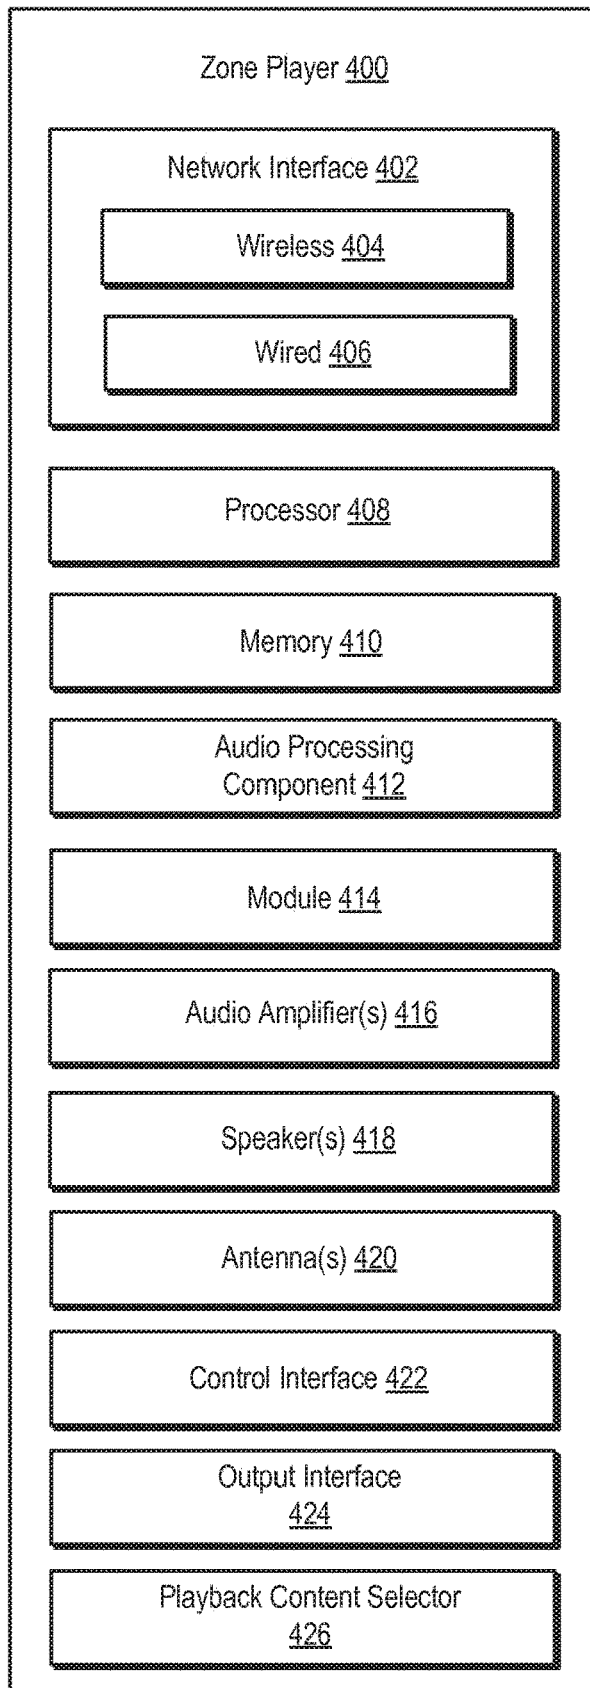 Zone Player 400
Network Interface 402
Wireless 404
Wired 406
Processor 408
Memory 410
Audio Processing
Component 412
Module 414
Audio Amplifier(s) 416
Speaker(s) 418
Antenna(s) 420
Control Interface 422
Output Interface
424
Playback Content Selector
426